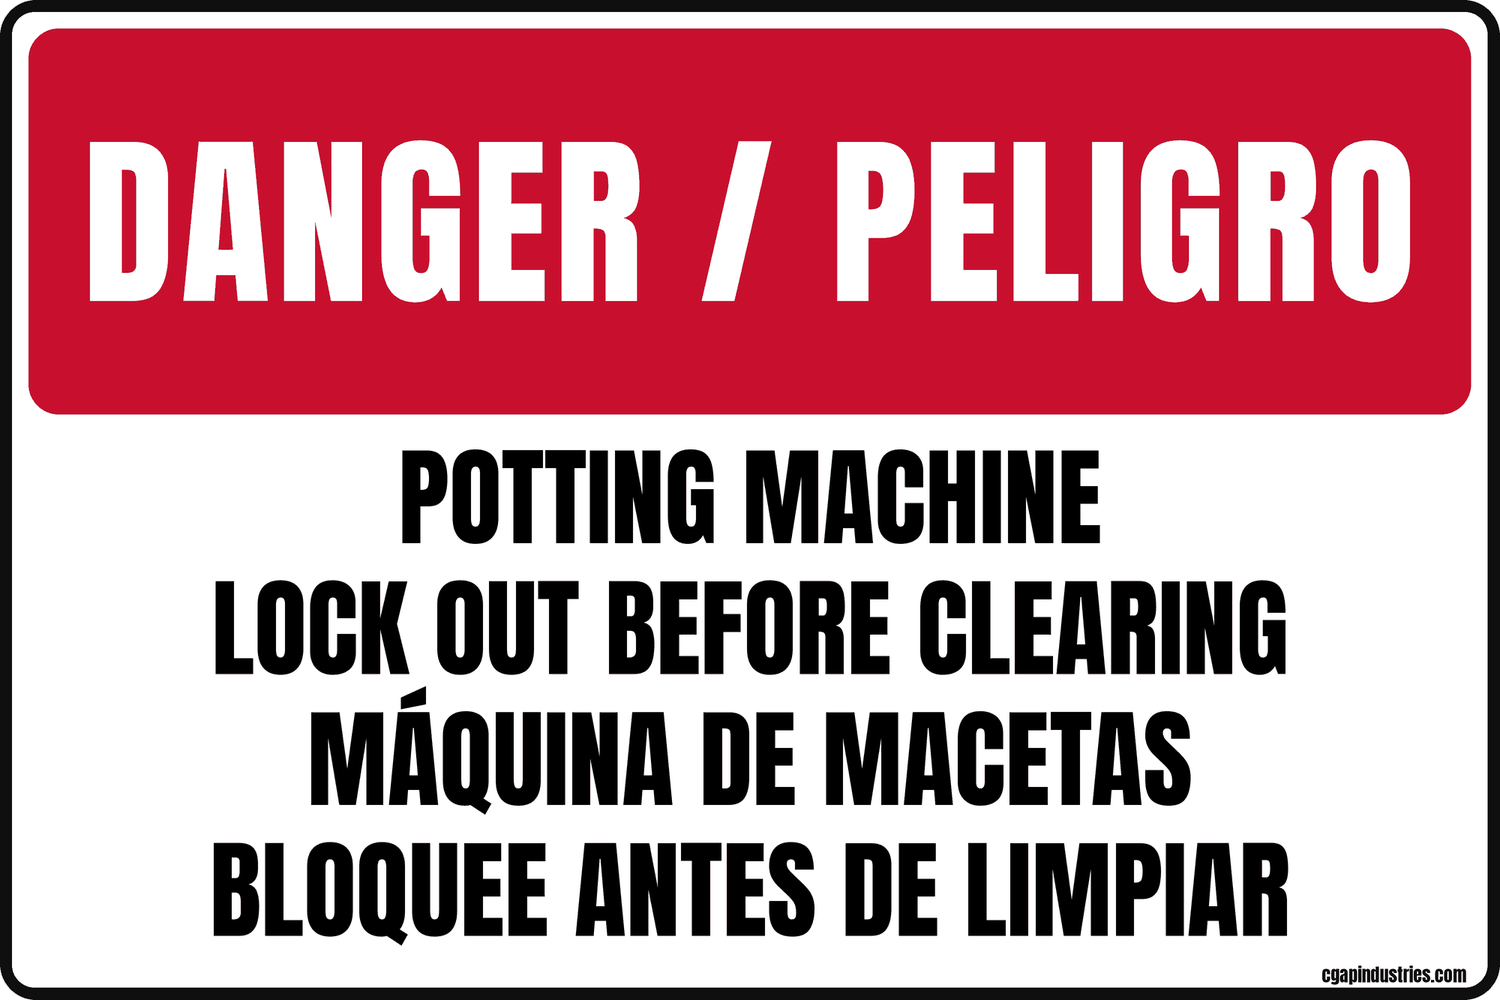 DANGER / PELIGRO
POTTING MACHINE
LOCK OUT BEFORE CLEARING
MÁQUINA DE MACETAS
BLOQUEE ANTES DE LIMPIAR
cgapindustries.com